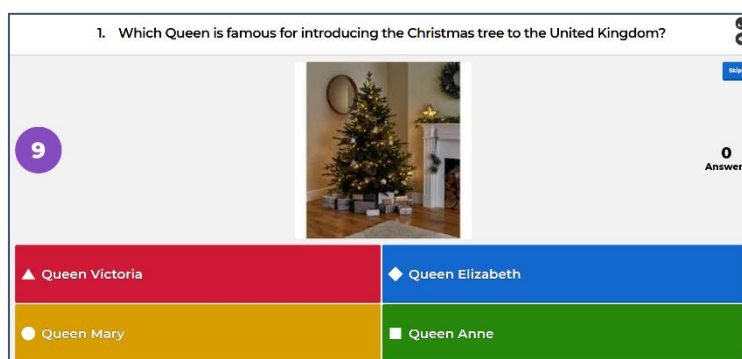 1. Which Queen is famous for introducing the Christmas tree to the United Kingdom?
Skip
9
0
Answer
Queen Victoria
Queen Elizabeth
Queen Mary
Queen Anne